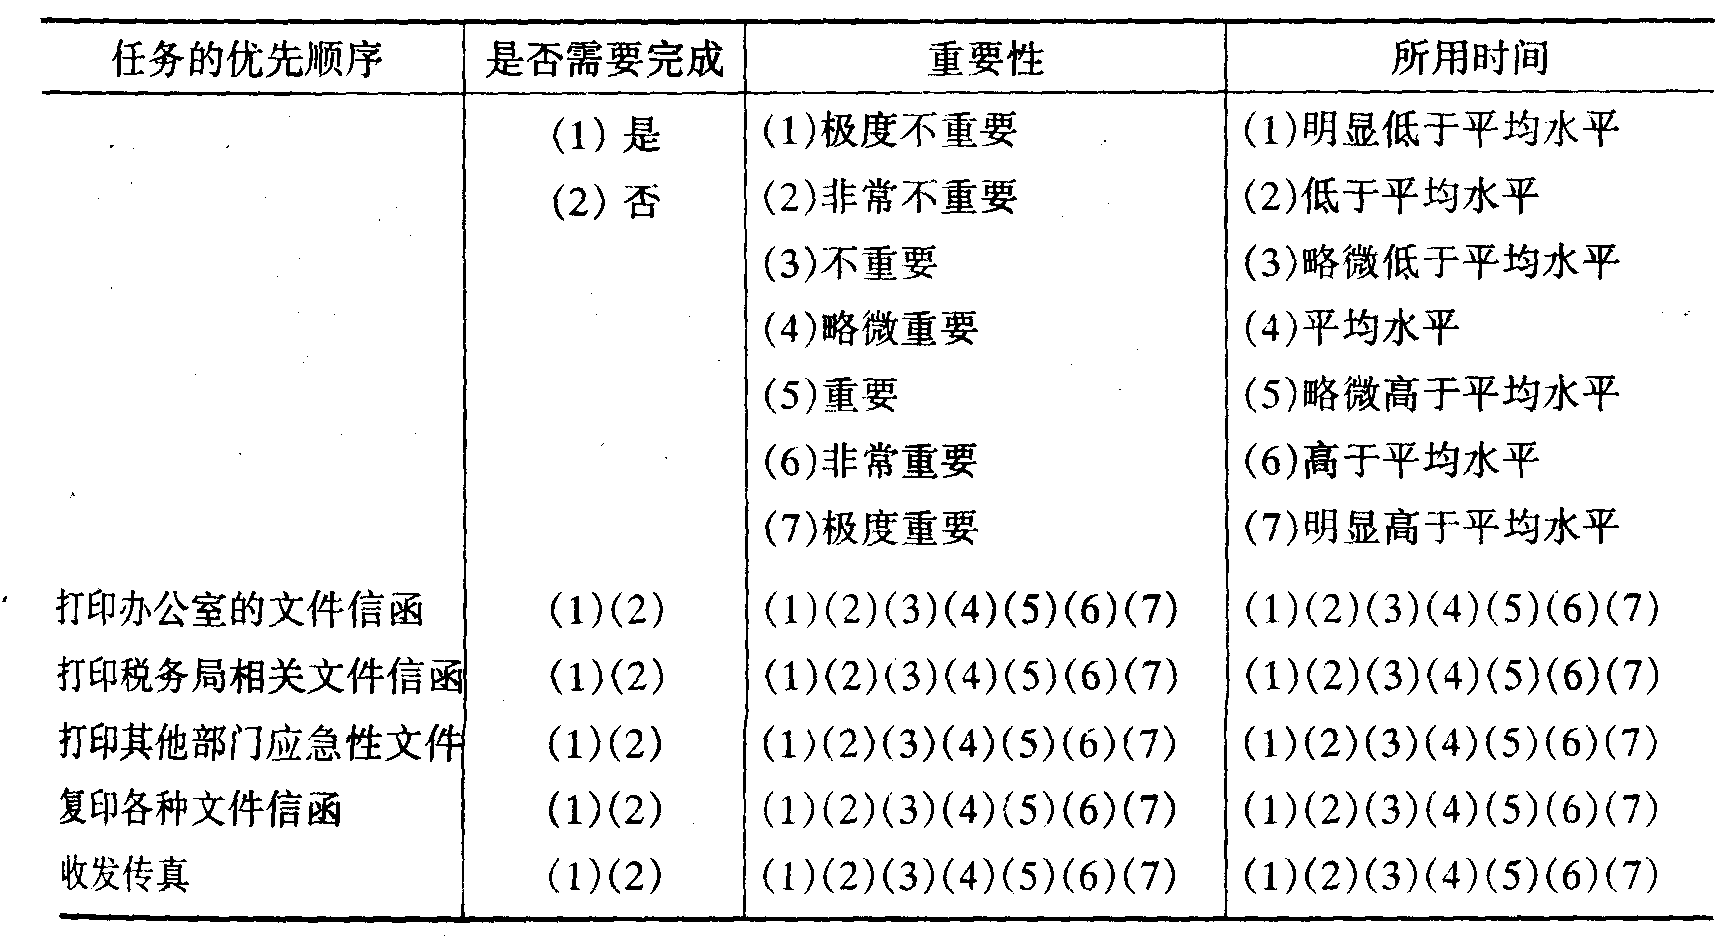 任务的优先顺序 是否需要完成 重要性 所用时间
(1) 是 (1)极度不重要 (1)明显低于平均水平
(2) 否 (2)非常不重要 (2)低于平均水平
(3)不重要 (3)略微低于平均水平
(4)略微重要 (4)平均水平
(5)重要 (5)略微高于平均水平
(6)非常重要 (6)高于平均水平
(7)极度重要 (7)明显高于平均水平
打印办公室的文件信函 (1)(2) (1)(2)(3)(4)(5)(6)(7) (1)(2)(3)(4)(5)(6)(7)
打印税务局相关文件信函 (1)(2) (1)(2)(3)(4)(5)(6)(7) (1)(2)(3)(4)(5)(6)(7)
打印其他部门应急性文件 (1)(2) (1)(2)(3)(4)(5)(6)(7) (1)(2)(3)(4)(5)(6)(7)
复印各种文件信函 (1)(2) (1)(2)(3)(4)(5)(6)(7) (1)(2)(3)(4)(5)(6)(7)
收发传真 (1)(2) (1)(2)(3)(4)(5)(6)(7) (1)(2)(3)(4)(5)(6)(7)